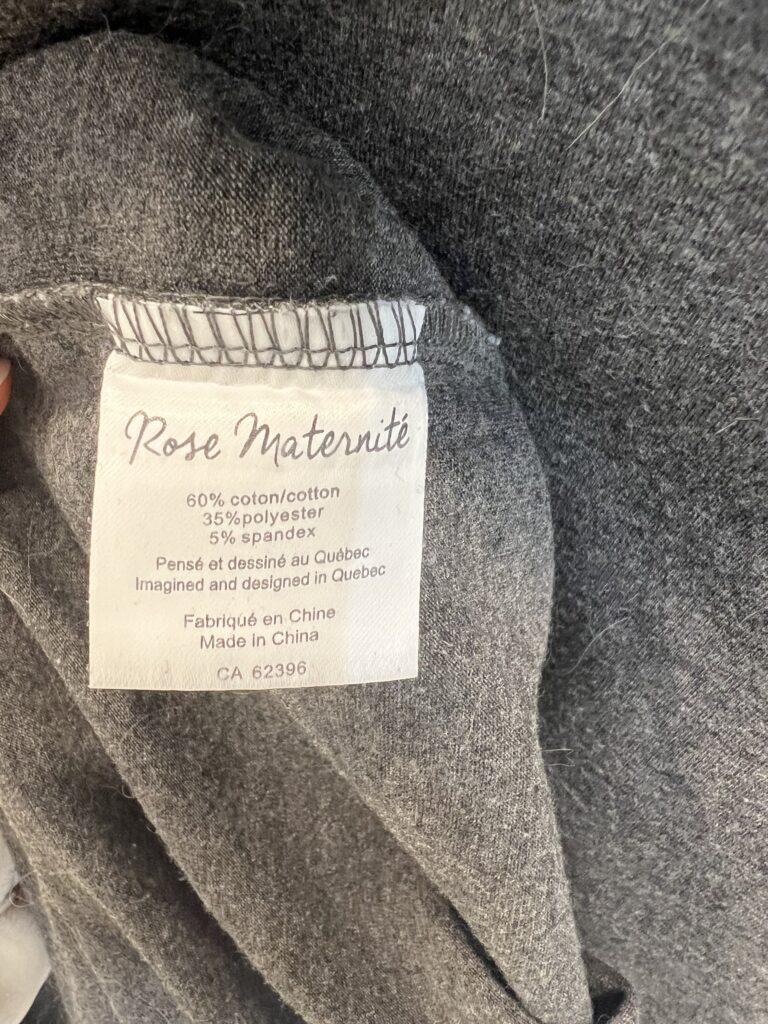 Rose Maternité
60% coton/cotton
35%polyester
5% spandex
Pensé et dessiné au Québec
Imagined and designed in Quebec
Fabriqué en Chine
Made in China
CA 62396